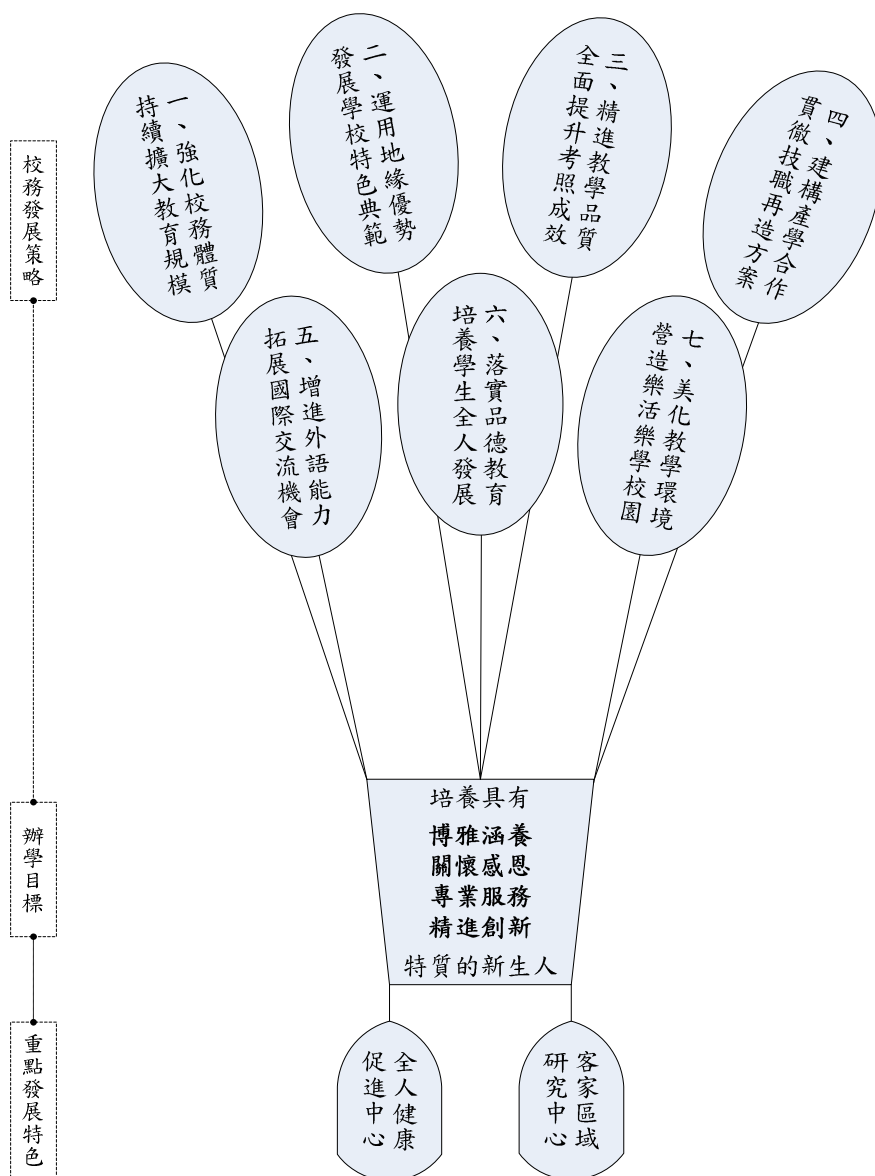 校務發展策略
一、強化校務體質
持續擴大教育規模
二、運用地緣優勢
發展學校特色典範
三、精進教學品質
全面提升考照成效
四、建構產學合作
貫徹技職再造方案
五、增進外語能力
拓展國際交流機會
六、落實品德教育
培養學生全人發展
七、美化教學環境
營造樂活樂學校園
辦學目標
培養具有
博雅涵養
關懷感恩
專業服務
精進創新
特質的新生人
重點發展特色
全人健康
促進中心
客家區域
研究中心